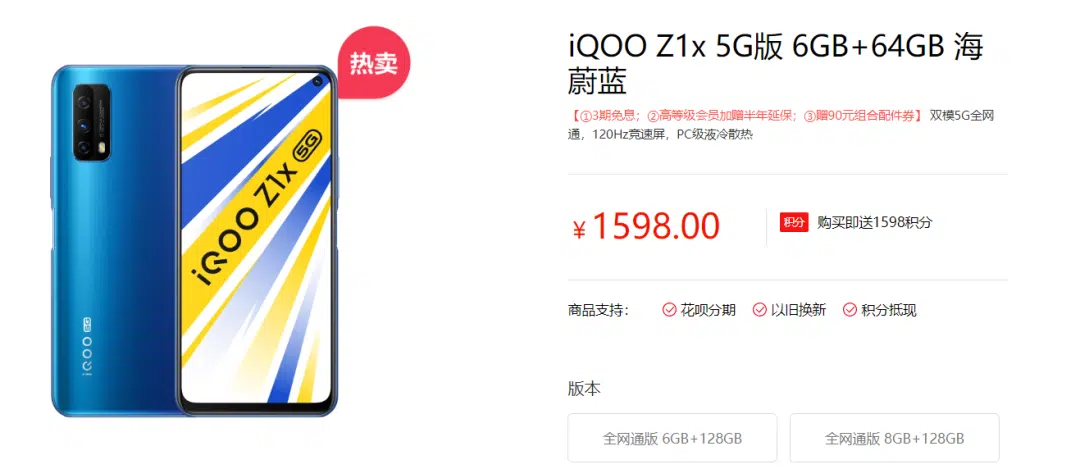 热卖
iQOO Z1x 5G
iQOO 5G
iQOO Z1x 5G版 6GB+64GB 海
蔚蓝
【①3期免息；②高等级会员加赠半年延保；③赠90元组合配件券】 双模5G全网
通，120Hz竞速屏，PC级液冷散热
￥1598.00
积分 购买即送1598积分
商品支持： 花呗分期 以旧换新 积分抵现
版本
全网通版 6GB+128GB 全网通版 8GB+128GB